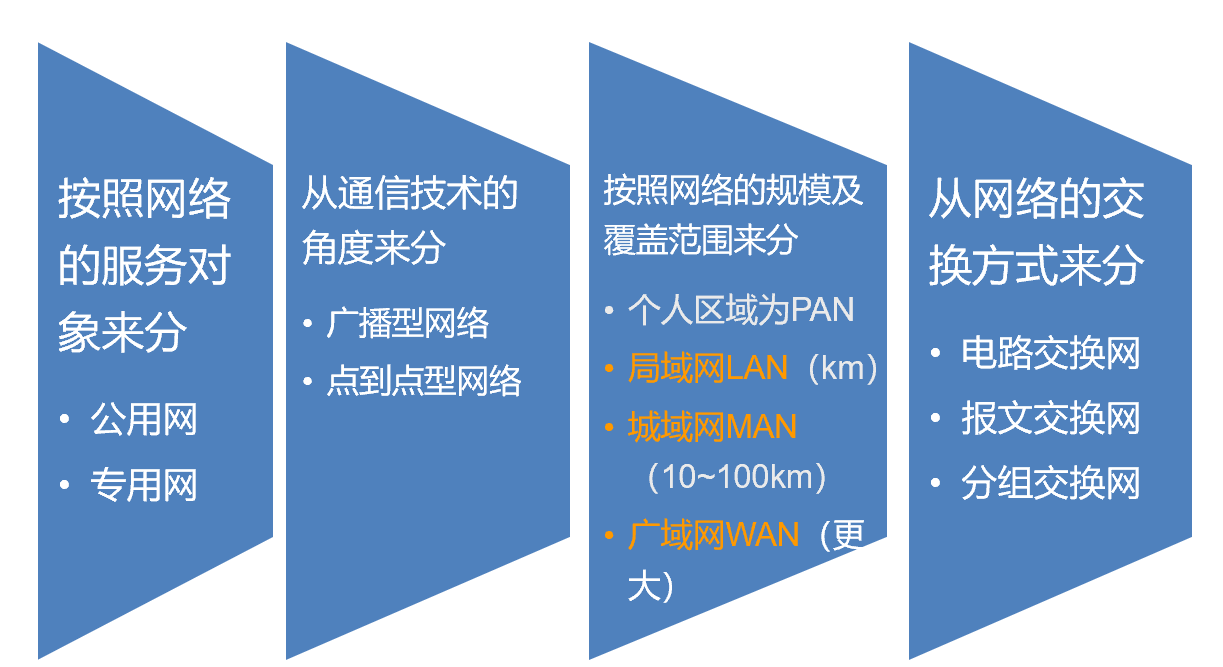 按照网络
的服务对
象来分
• 公用网
• 专用网
从通信技术的
角度来分
• 广播型网络
• 点到点型网络
按照网络的规模及
覆盖范围来分
• 个人区域为PAN
• 局域网LAN（km）
• 城域网MAN
（10~100km）
• 广域网WAN（更
大）
从网络的交
换方式来分
• 电路交换网
• 报文交换网
• 分组交换网